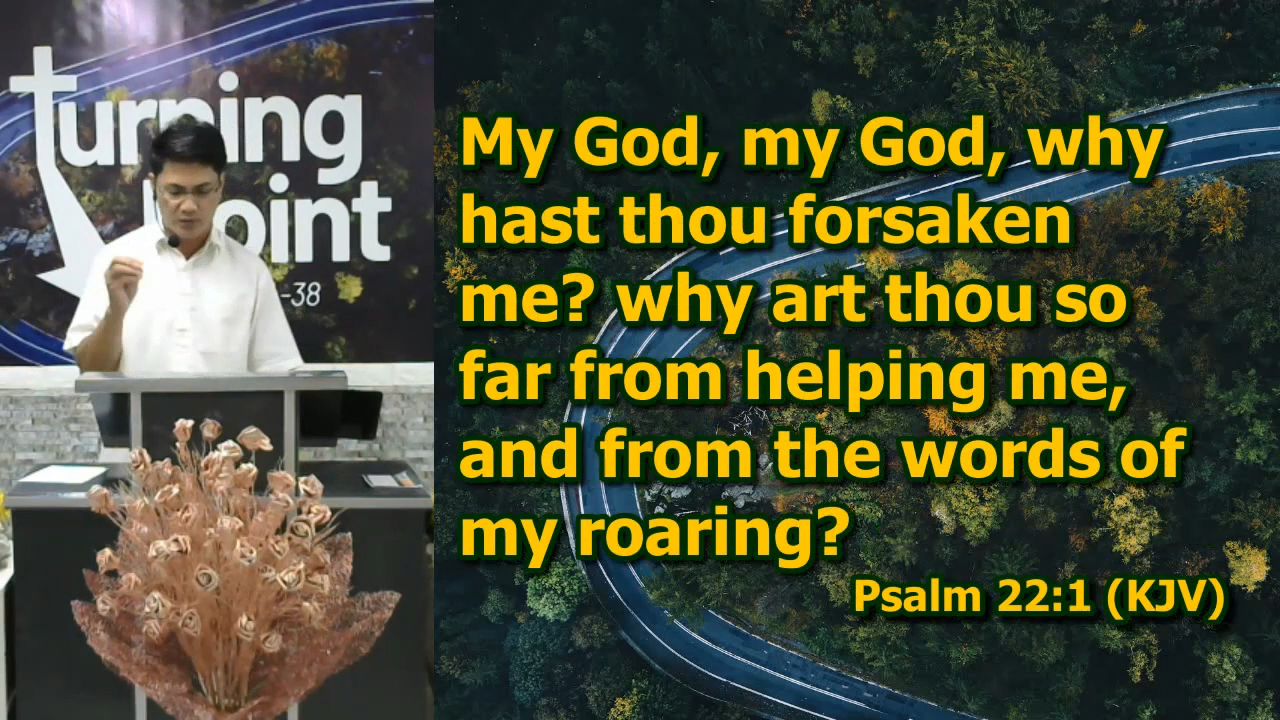 turning
point
-38
My God, my God, why
hast thou forsaken
me? why art thou so
far from helping me,
and from the words of
my roaring?
Psalm 22:1 (KJV)